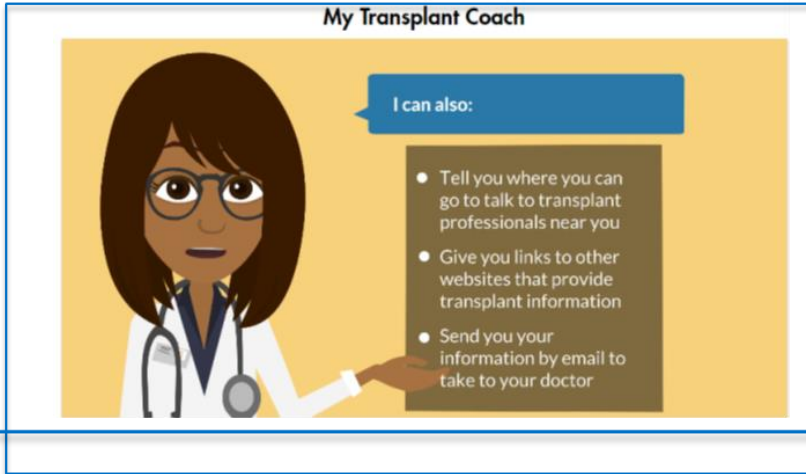 My Transplant Coach
I can also:
Tell you where you can
go to talk to transplant
professionals near you
Give you links to other
websites that provide
transplant information
Send you your
information by email to
take to your doctor